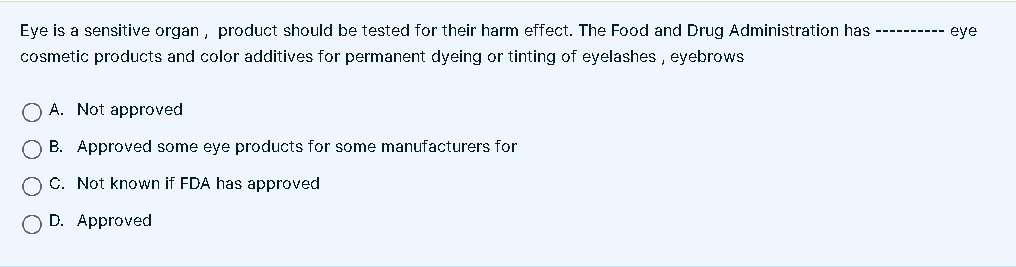 Eye is a sensitive organ , product should be tested for their harm effect. The Food and Drug Administration has ---------- eye
cosmetic products and color additives for permanent dyeing or tinting of eyelashes , eyebrows
A. Not approved
B. Approved some eye products for some manufacturers for
C. Not known if FDA has approved
D. Approved